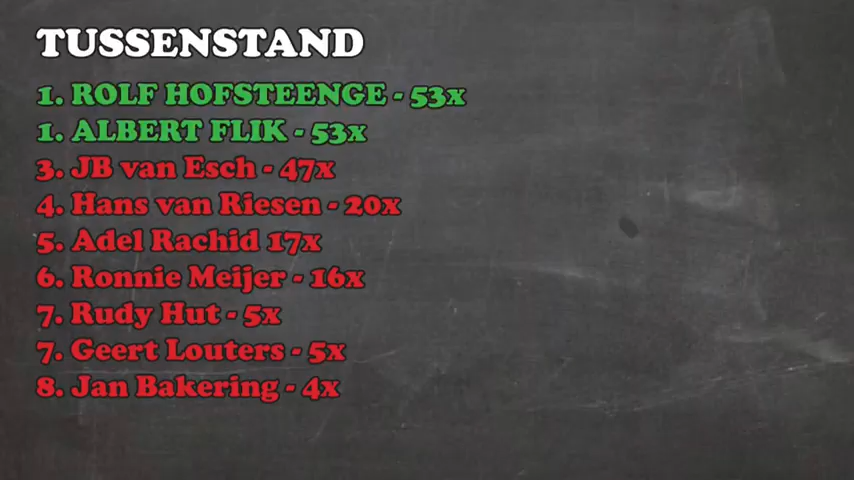 TUSSENSTAND
1. ROLF HOFSTEENGE - 53x
1. ALBERT FLIK - 53x
3. JB van Esch - 47x
4. Hans van Riesen - 20x
5. Adel Rachid 17x
6. Ronnie Meijer - 16x
7. Rudy Hut - 5x
7. Geert Louters - 5x
8. Jan Bakering - 4x